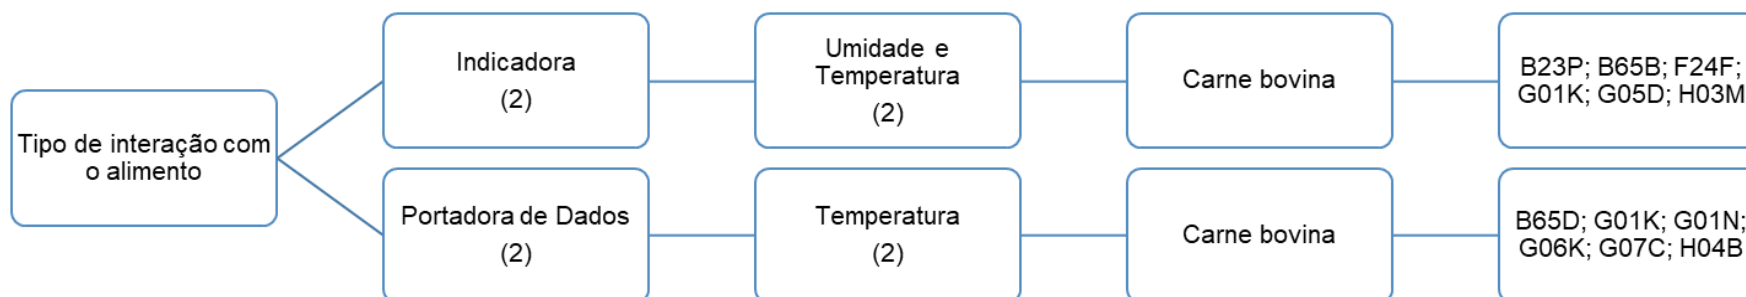 Tipo de interação com
o alimento
Indicadora
(2)
Umidade e
Temperatura
(2)
Carne bovina
B23P; B65B; F24F;
G01K; G05D; H03M
Portadora de Dados
(2)
Temperatura
(2)
Carne bovina
B65D; G01K; G01N;
G06K; G07C; H04B